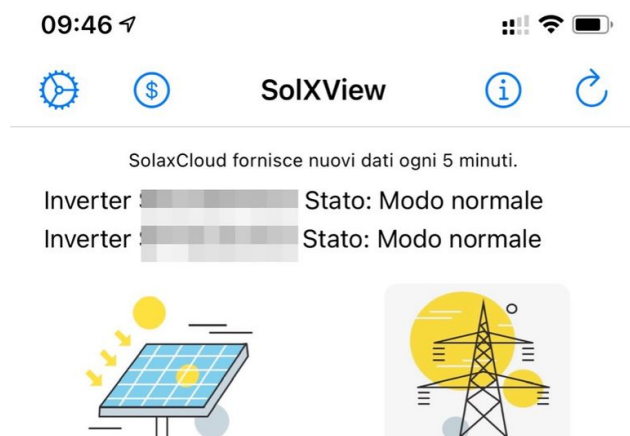 09:46
SolXView
SolaxCloud fornisce nuovi dati ogni 5 minuti.
Inverter Stato: Modo normale
Inverter Stato: Modo normale